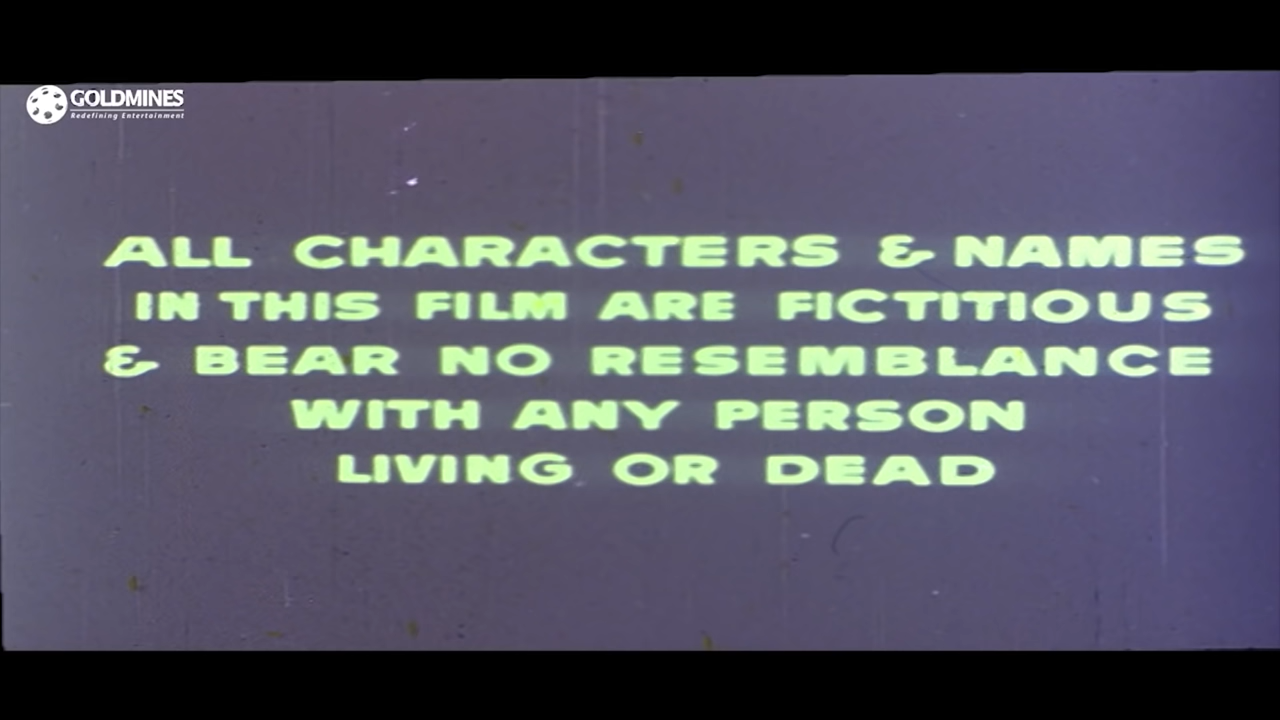 GOLDMINES
Redefining Entertainment
ALL CHARACTERS & NAMES
IN THIS FILM ARE FICTITIOUS
& BEAR NO RESEMBLANCE
WITH ANY PERSON
LIVING OR DEAD